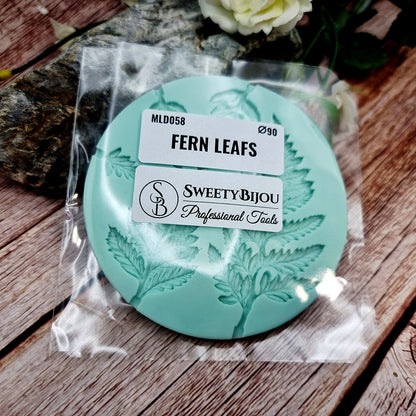 MLD058 Ø90
FERN LEAFS
SB SWEETYBIJOU
Professional Tools